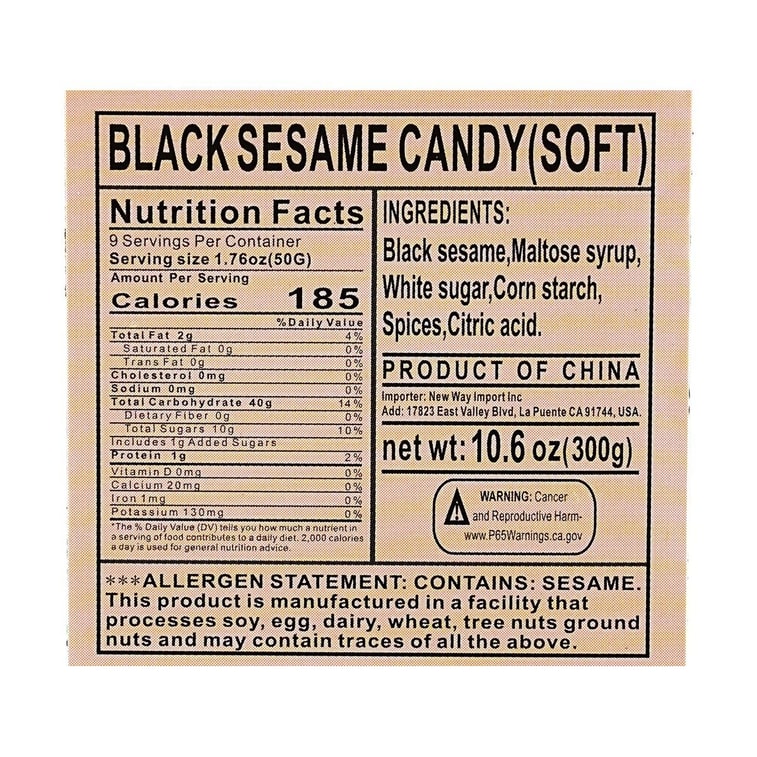 BLACK SESAME CANDY(SOFT)
Nutrition Facts
9 Servings Per Container
Serving size 1.76oz(50G)
Amount Per Serving
Calories 185
%Daily Value
Total Fat 2g 4%
Saturated Fat 0g 0%
Trans Fat 0g 0%
Cholesterol 0mg 0%
Sodium 0mg 0%
Total Carbohydrate 40g 14%
Dietary Fiber 0g 0%
Total Sugars 10g 10%
Includes 1g Added Sugars
Protein 1g 2%
Vitamin D 0mg 0%
Calcium 20mg 0%
Iron 1mg 0%
Potassium 130mg 0%
*The % Daily Value (DV) tells you how much a nutrient in
a serving of food contributes to a daily diet. 2,000 calories
a day is used for general nutrition advice.
INGREDIENTS:
Black sesame,Maltose syrup,
White sugar,Corn starch,
Spices,Citric acid.
PRODUCT OF CHINA
Importer: New Way Import Inc
Add: 17823 East Valley Blvd, La Puente CA 91744, USA.
net wt: 10.6 oz(300g)
WARNING: Cancer
and Reproductive Harm-
www.P65Warnings.ca.gov
***ALLERGEN STATEMENT: CONTAINS: SESAME.
This product is manufactured in a facility that
processes soy, egg, dairy, wheat, tree nuts ground
nuts and may contain traces of all the above.